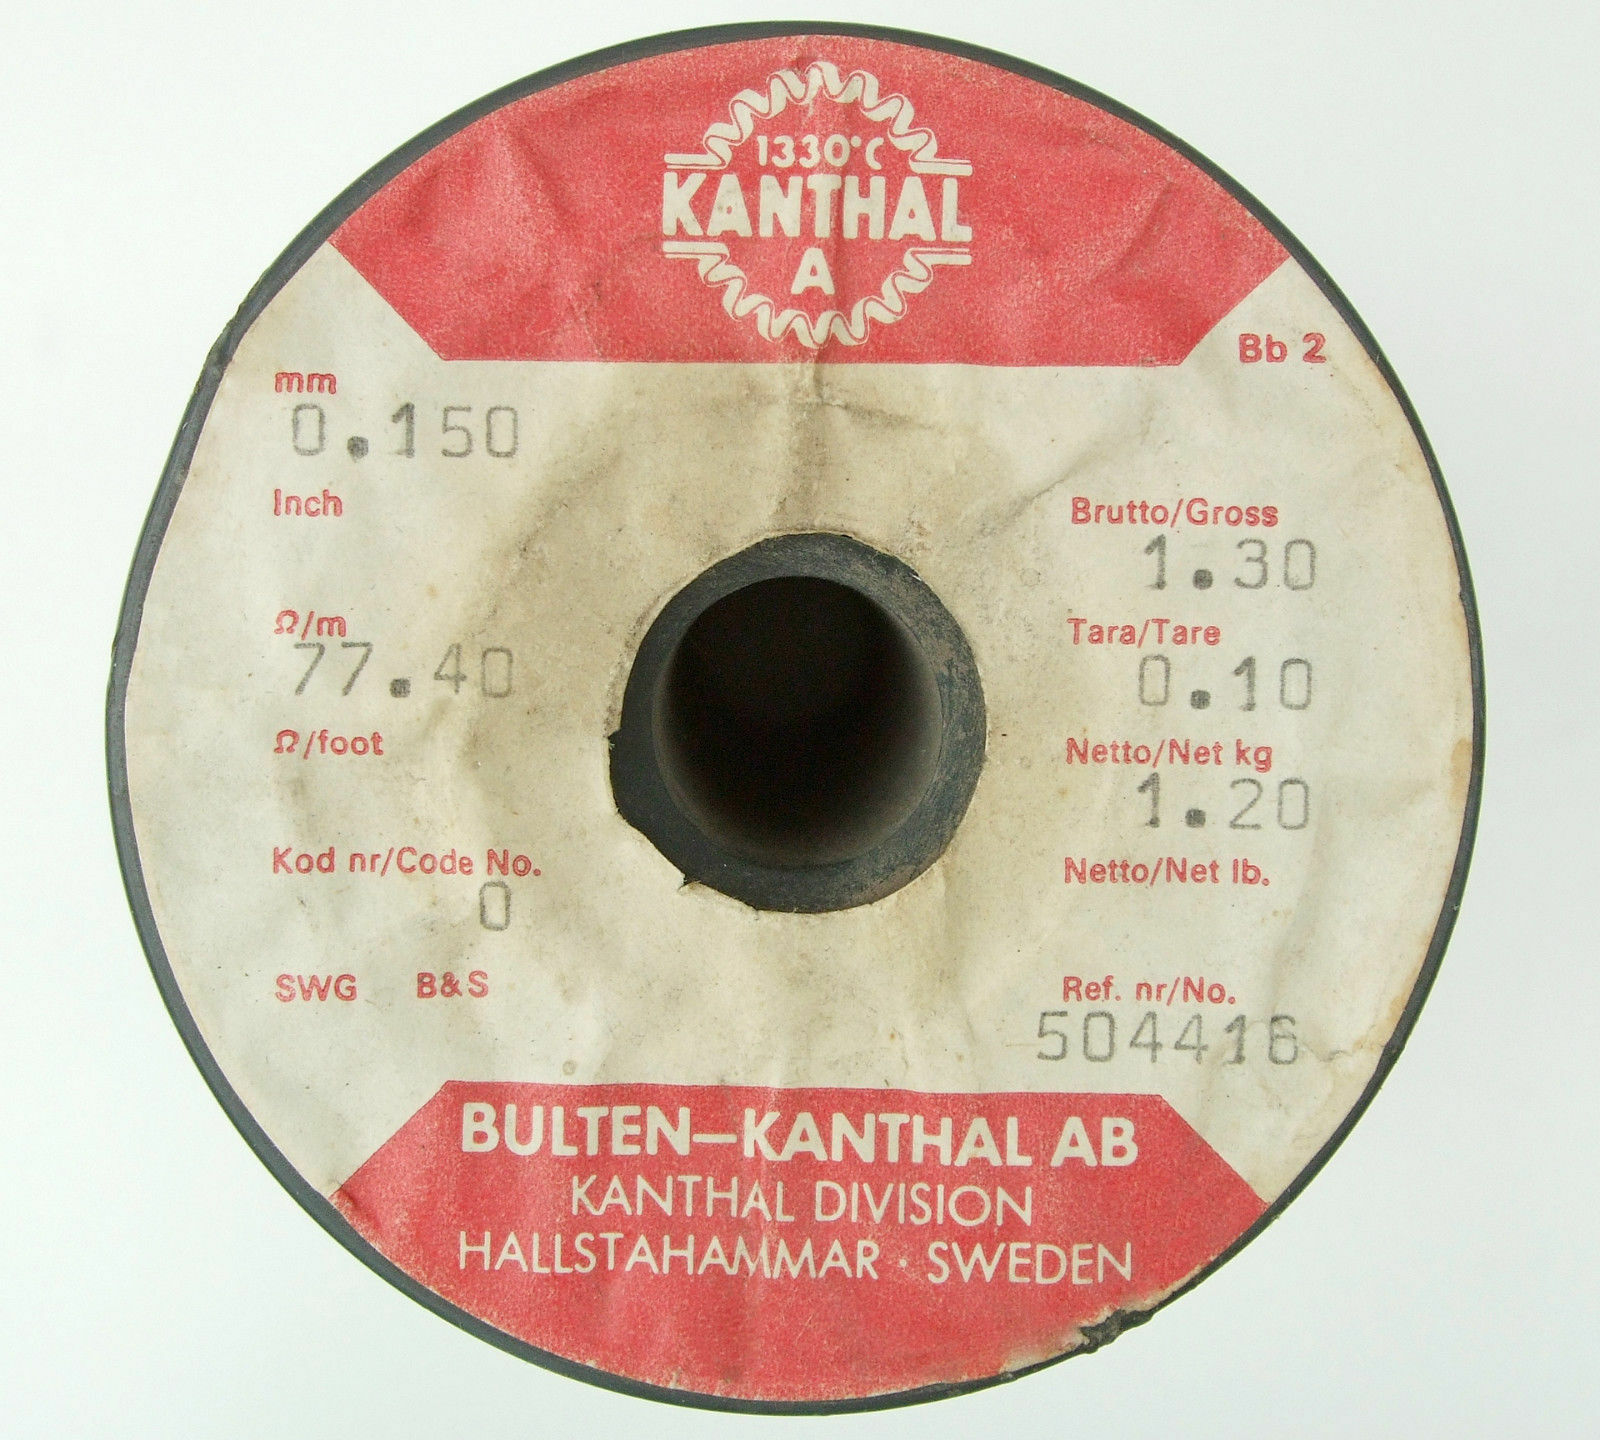 1330°C
KANTHAL
A
Bb 2
mm
0.150
Inch
Ω/m
77.40
Ω/foot
Kod nr/Code No.
0
SWG B&S
Brutto/Gross
1.30
Tara/Tare
0.10
Netto/Net kg
1.20
Netto/Net lb.
Ref. nr/No.
504416
BULTEN–KANTHAL AB
KANTHAL DIVISION
HALLSTAHAMMAR · SWEDEN